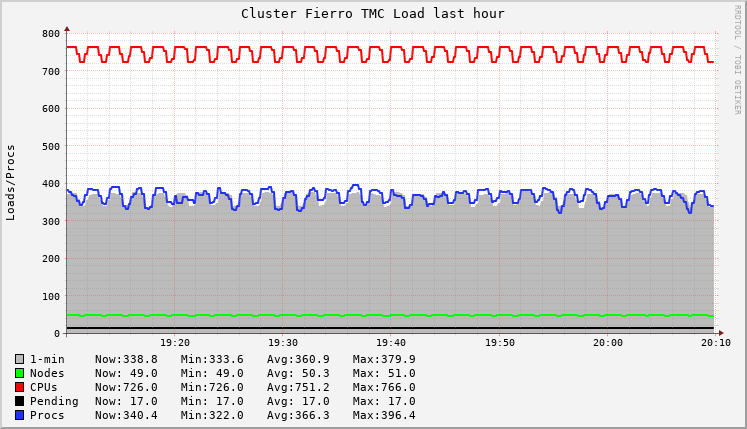 Cluster Fierro TMC Load last hour
RRDTOOL / TOBI OETIKER
Loads/Procs
800
700
600
500
400
300
200
100
0
19:20 19:30 19:40 19:50 20:00 20:10
1-min Now:338.8 Min:333.6 Avg:360.9 Max:379.9
Nodes Now: 49.0 Min: 49.0 Avg: 50.3 Max: 51.0
CPUs Now:726.0 Min:726.0 Avg:751.2 Max:766.0
Pending Now: 17.0 Min: 17.0 Avg: 17.0 Max: 17.0
Procs Now:340.4 Min:322.0 Avg:366.3 Max:396.4